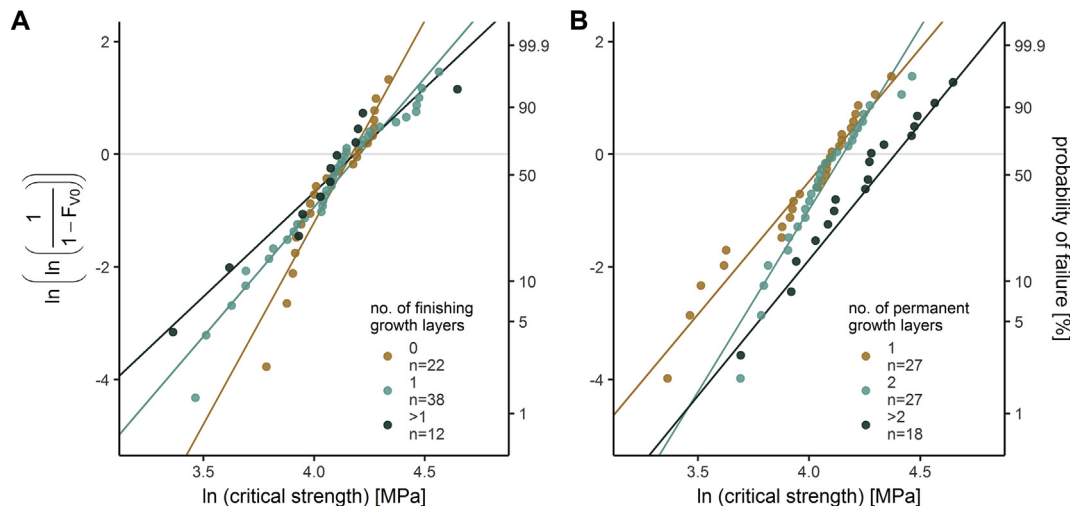 A
B
2
0
-2
-4
ln ( ln ( 1 / 1 − F_V0 ) )
99.9
90
50
10
5
1
no. of finishing
growth layers
0
n=22
1
n=38
>1
n=12
3.5 4.0 4.5
ln (critical strength) [MPa]
2
0
-2
-4
99.9
90
50
10
5
1
probability of failure [%]
no. of permanent
growth layers
1
n=27
2
n=27
>2
n=18
3.5 4.0 4.5
ln (critical strength) [MPa]